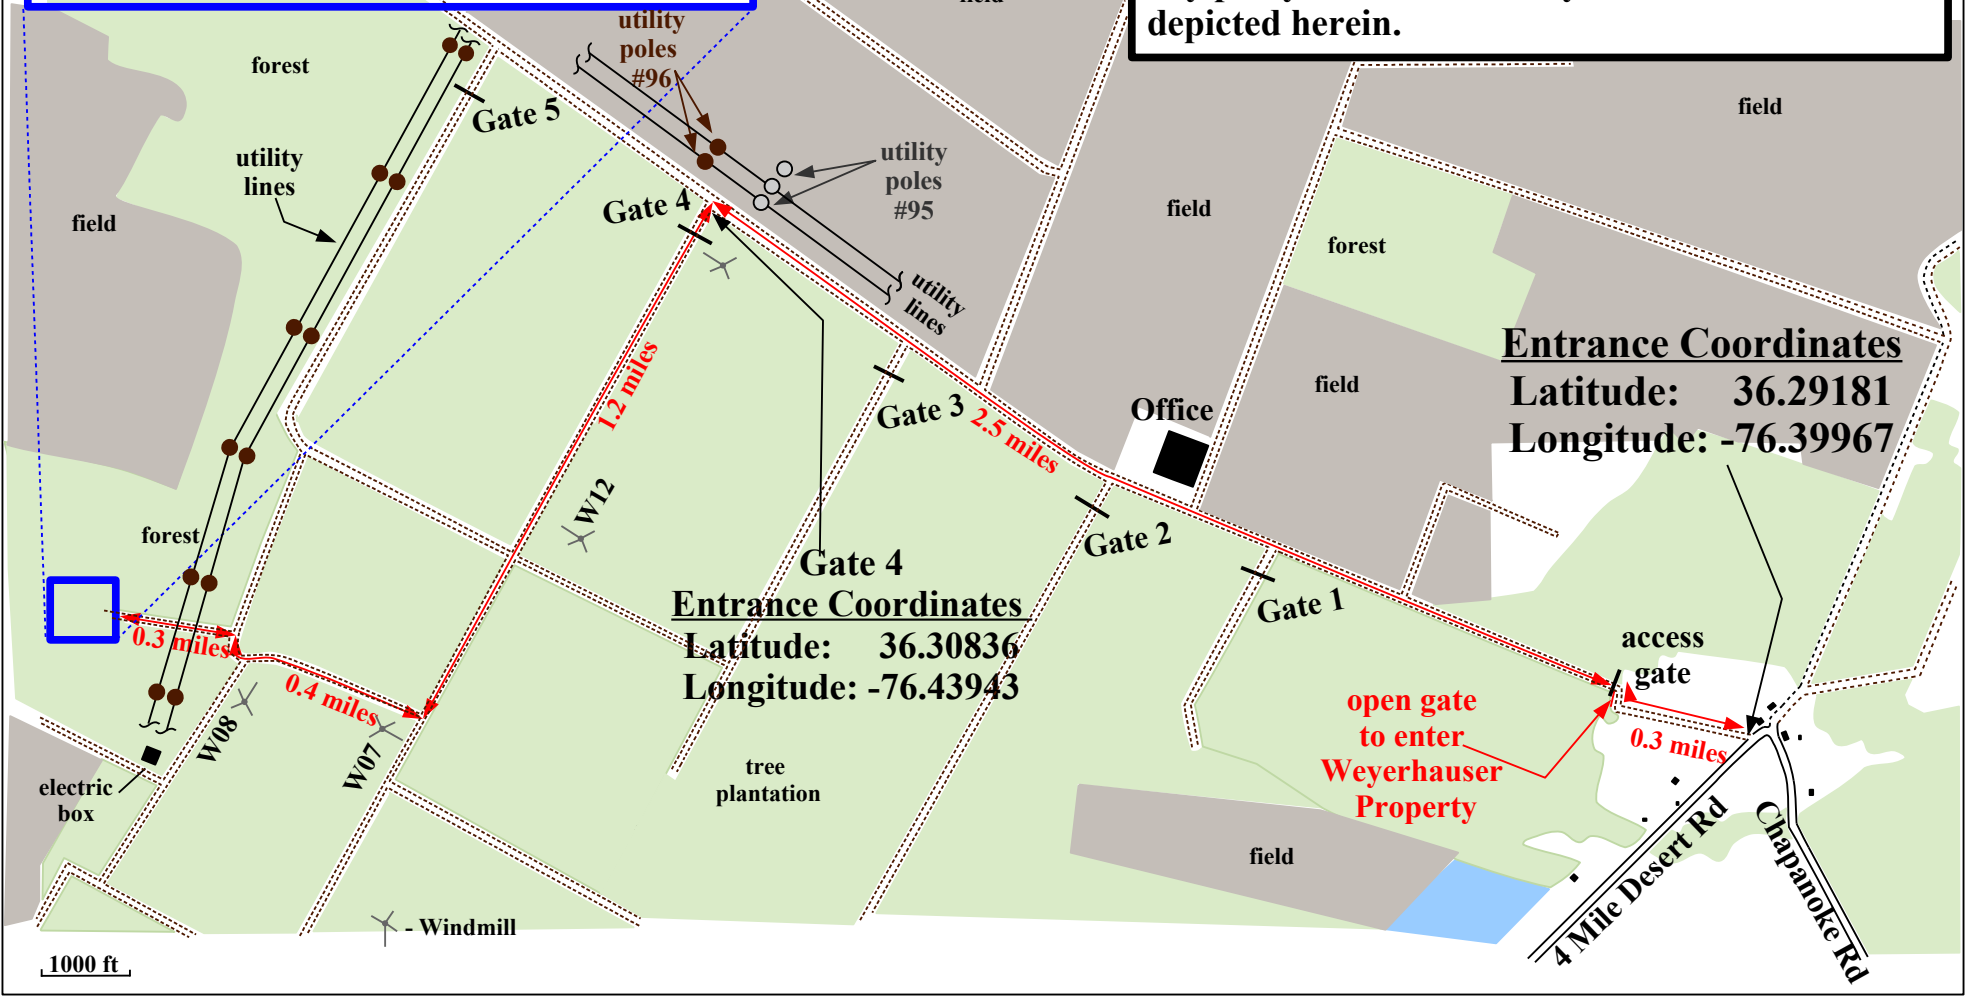 field
depicted herein.
utility
poles
#96
forest
field
Gate 5
utility
lines
utility
poles
#95
Gate 4
field
field
forest
utility
lines
Entrance Coordinates
Latitude: 36.29181
Longitude: -76.39967
1.2 miles
field
Office
Gate 3
2.5 miles
W12
forest
Gate 2
Gate 4
Entrance Coordinates
Latitude: 36.30836
Longitude: -76.43943
Gate 1
0.3 miles
access
gate
0.4 miles
open gate
to enter
Weyerhauser
Property
0.3 miles
W08
W07
tree
plantation
electric
box
field
4 Mile Desert Rd
Chapanoke Rd
- Windmill
1000 ft